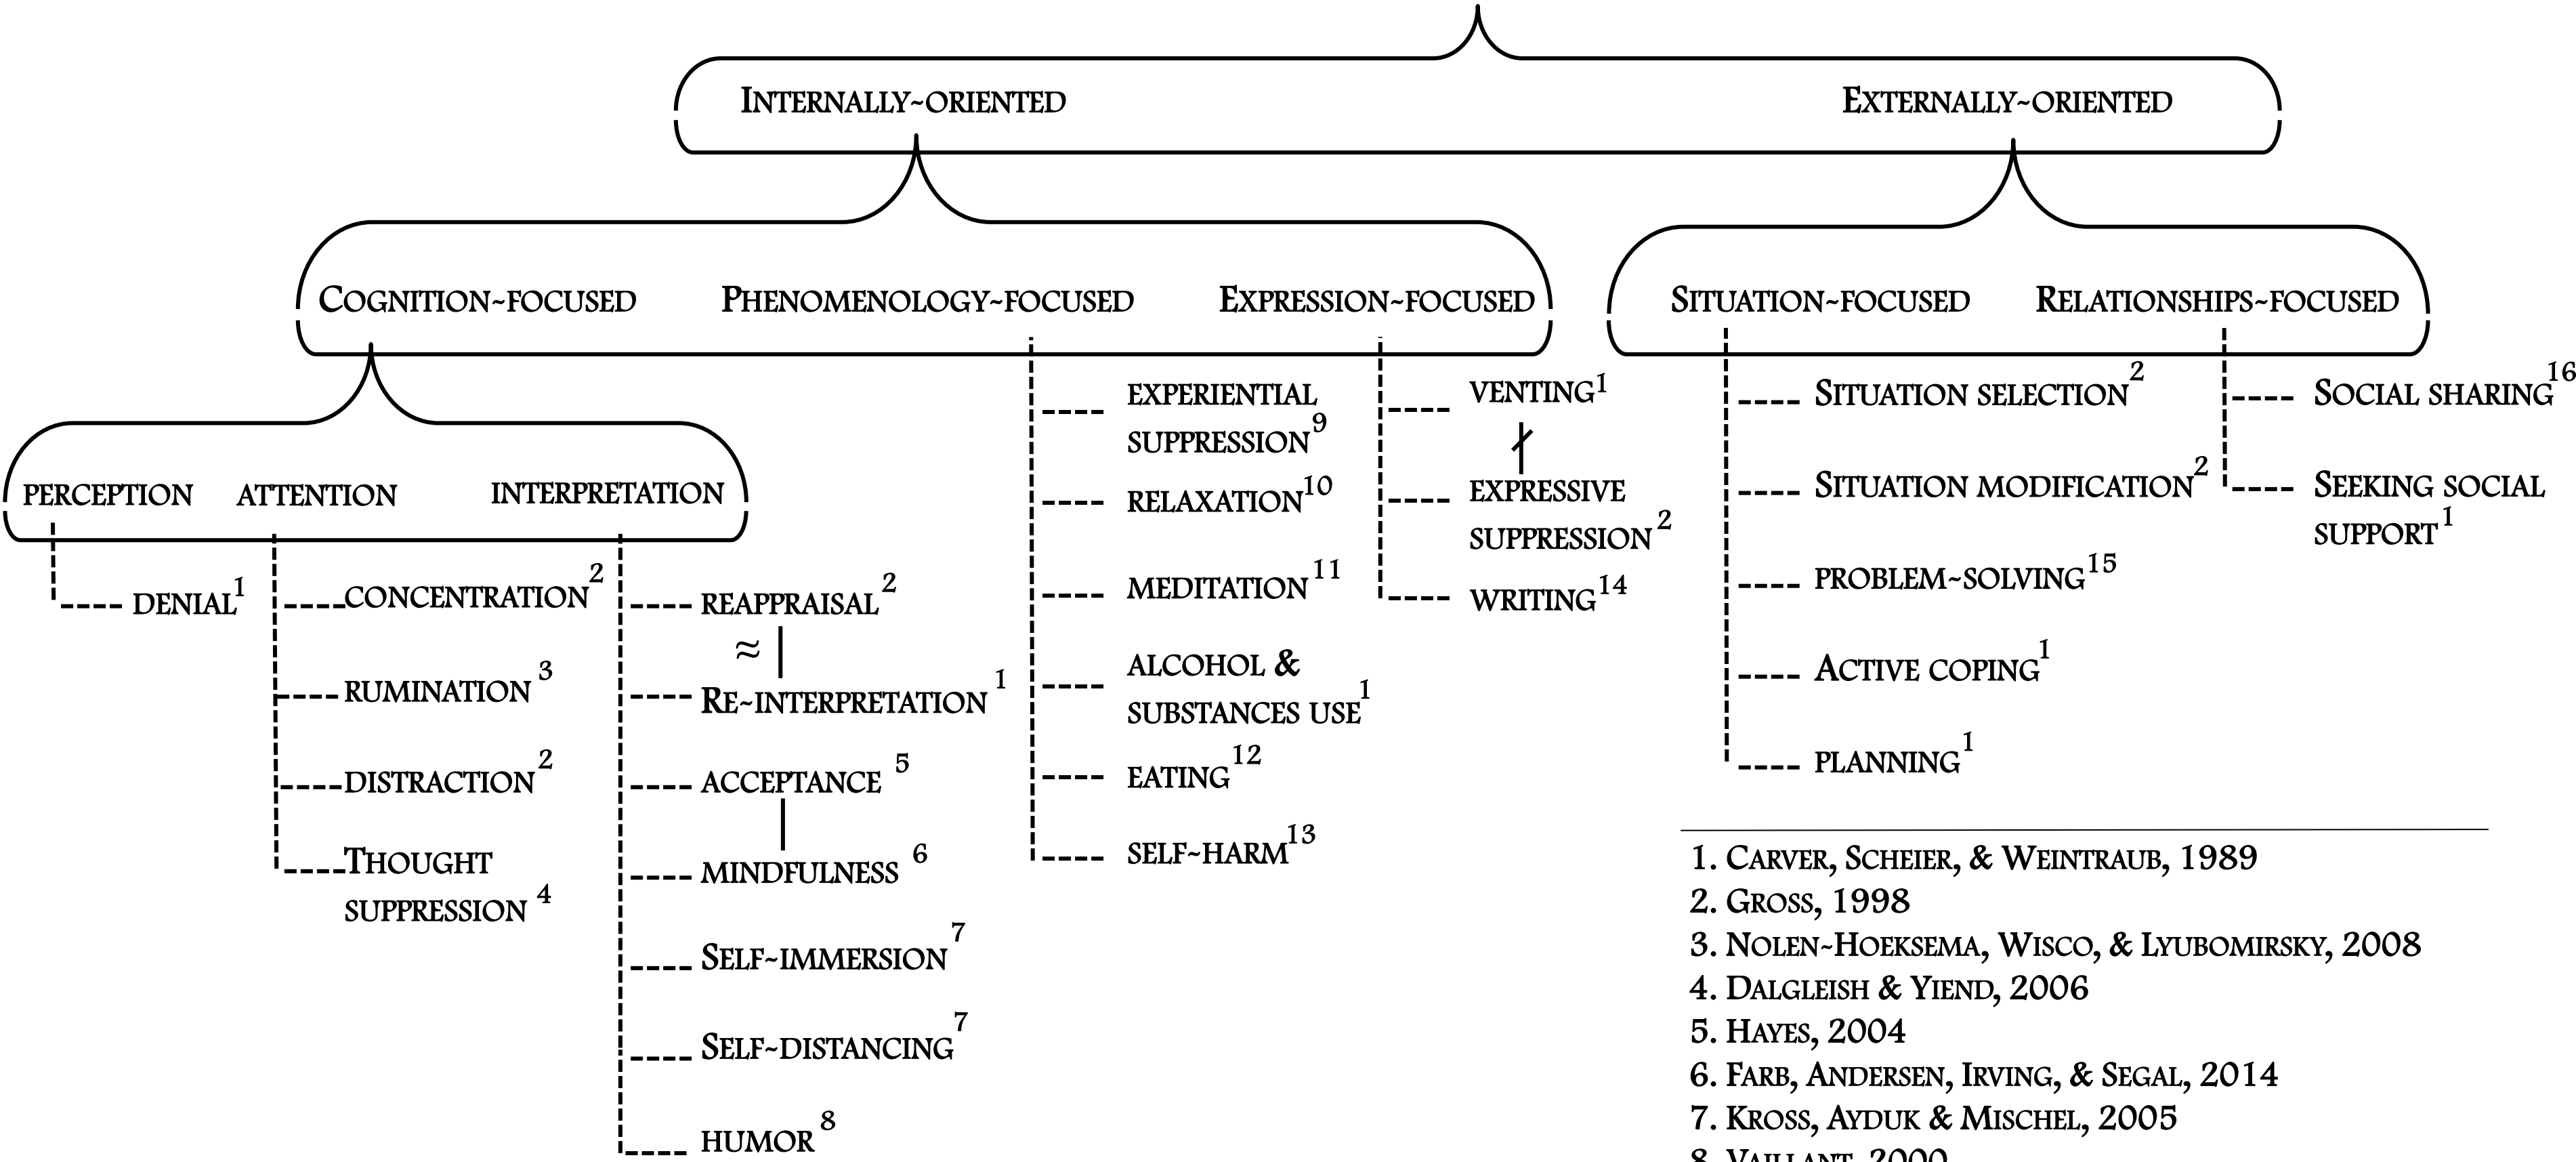 Internally-oriented
Externally-oriented
Cognition-focused
Phenomenology-focused
Expression-focused
Situation-focused
Relationships-focused
perception
attention
interpretation
denial1
concentration2
rumination3
distraction2
Thought
suppression4
reappraisal2
≈
Re-interpretation1
acceptance5
mindfulness6
Self-immersion7
Self-distancing7
humor8
experiential
suppression9
relaxation10
meditation11
alcohol &
substances use1
eating12
self-harm13
venting1
expressive
suppression2
writing14
Situation selection2
Situation modification2
problem-solving15
Active coping1
planning1
Social sharing16
Seeking social
support1
1. Carver, Scheier, & Weintraub, 1989
2. Gross, 1998
3. Nolen-Hoeksema, Wisco, & Lyubomirsky, 2008
4. Dalgleish & Yiend, 2006
5. Hayes, 2004
6. Farb, Andersen, Irving, & Segal, 2014
7. Kross, Ayduk & Mischel, 2005
8. Vaillant, 2000